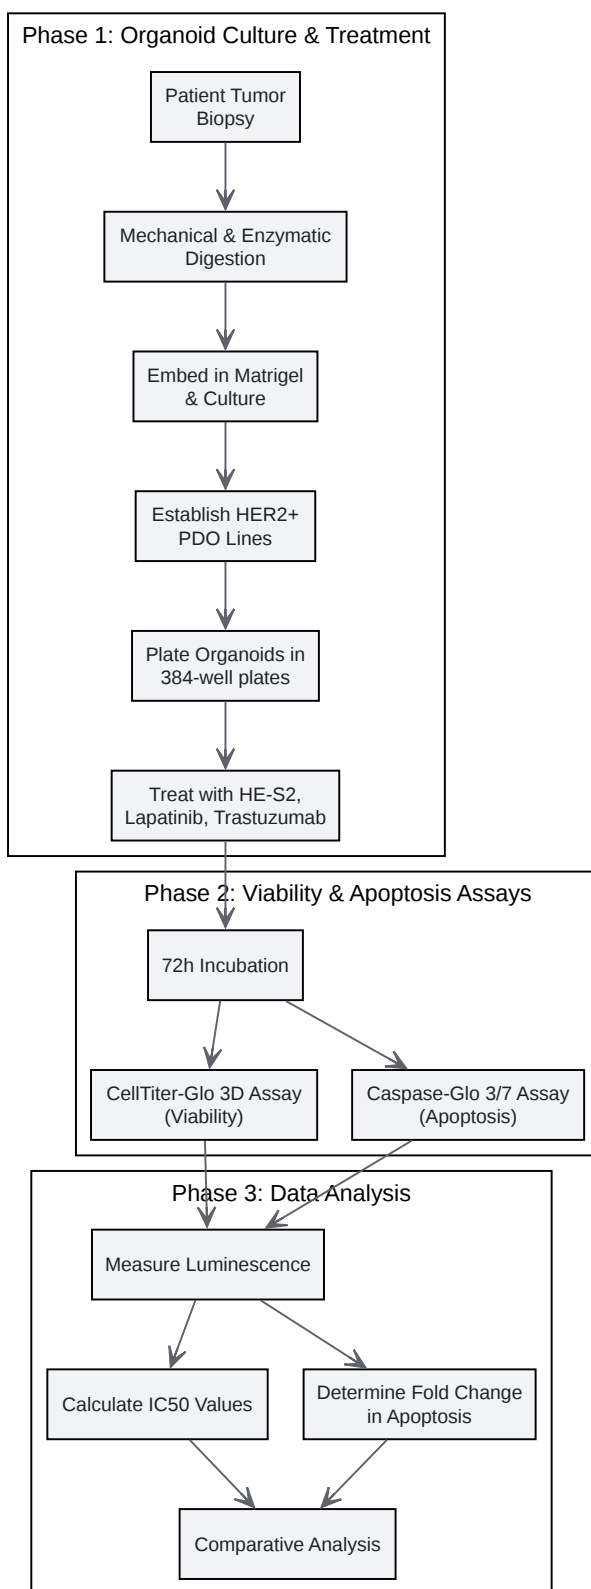 Phase 1: Organoid Culture & Treatment
Patient Tumor
Biopsy
Mechanical & Enzymatic
Digestion
Embed in Matrigel
& Culture
Establish HER2+
PDO Lines
Plate Organoids in
384-well plates
Treat with HE-S2,
Lapatinib, Trastuzumab
Phase 2: Viability & Apoptosis Assays
72h Incubation
CellTiter-Glo 3D Assay
(Viability)
Caspase-Glo 3/7 Assay
(Apoptosis)
Phase 3: Data Analysis
Measure Luminescence
Calculate IC50 Values
Determine Fold Change
in Apoptosis
Comparative Analysis